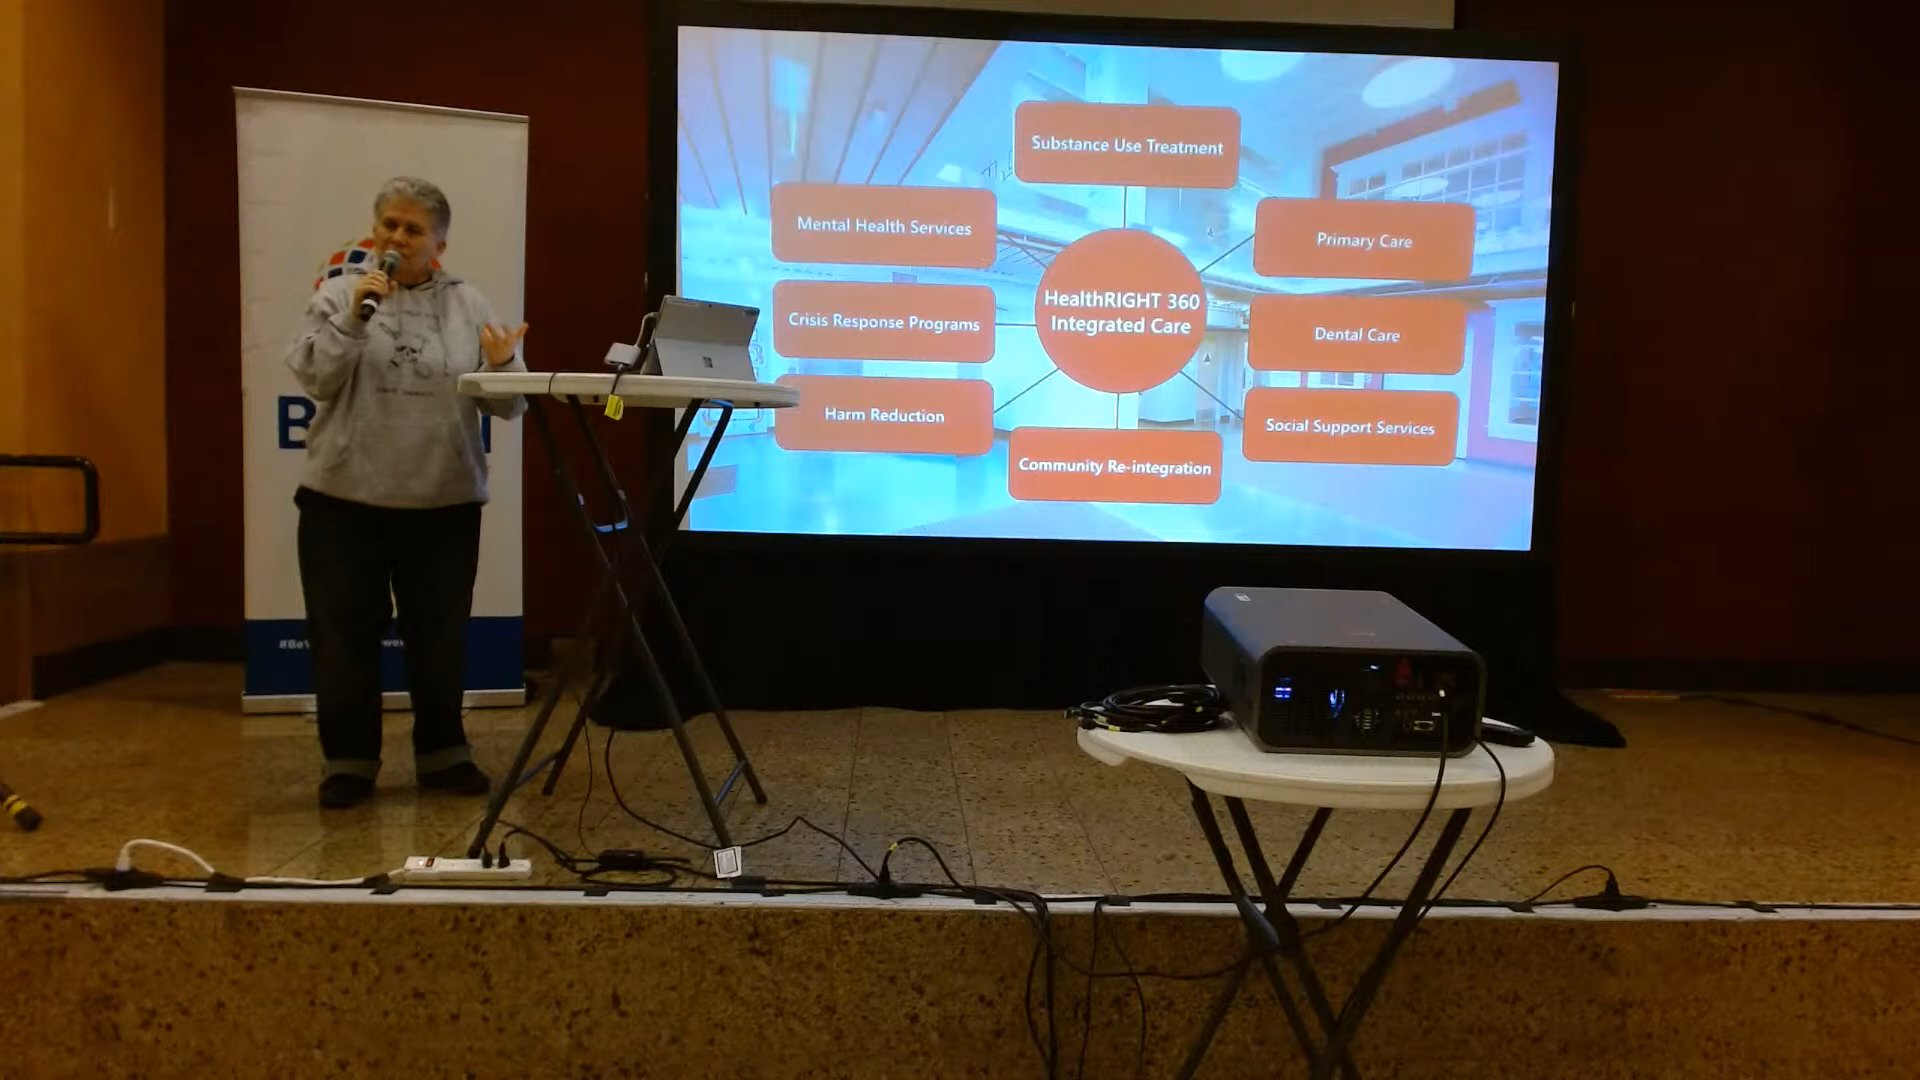 Substance Use Treatment
Mental Health Services
Primary Care
HealthRIGHT 360
Integrated Care
Crisis Response Programs
Dental Care
Harm Reduction
Social Support Services
Community Re-integration
B